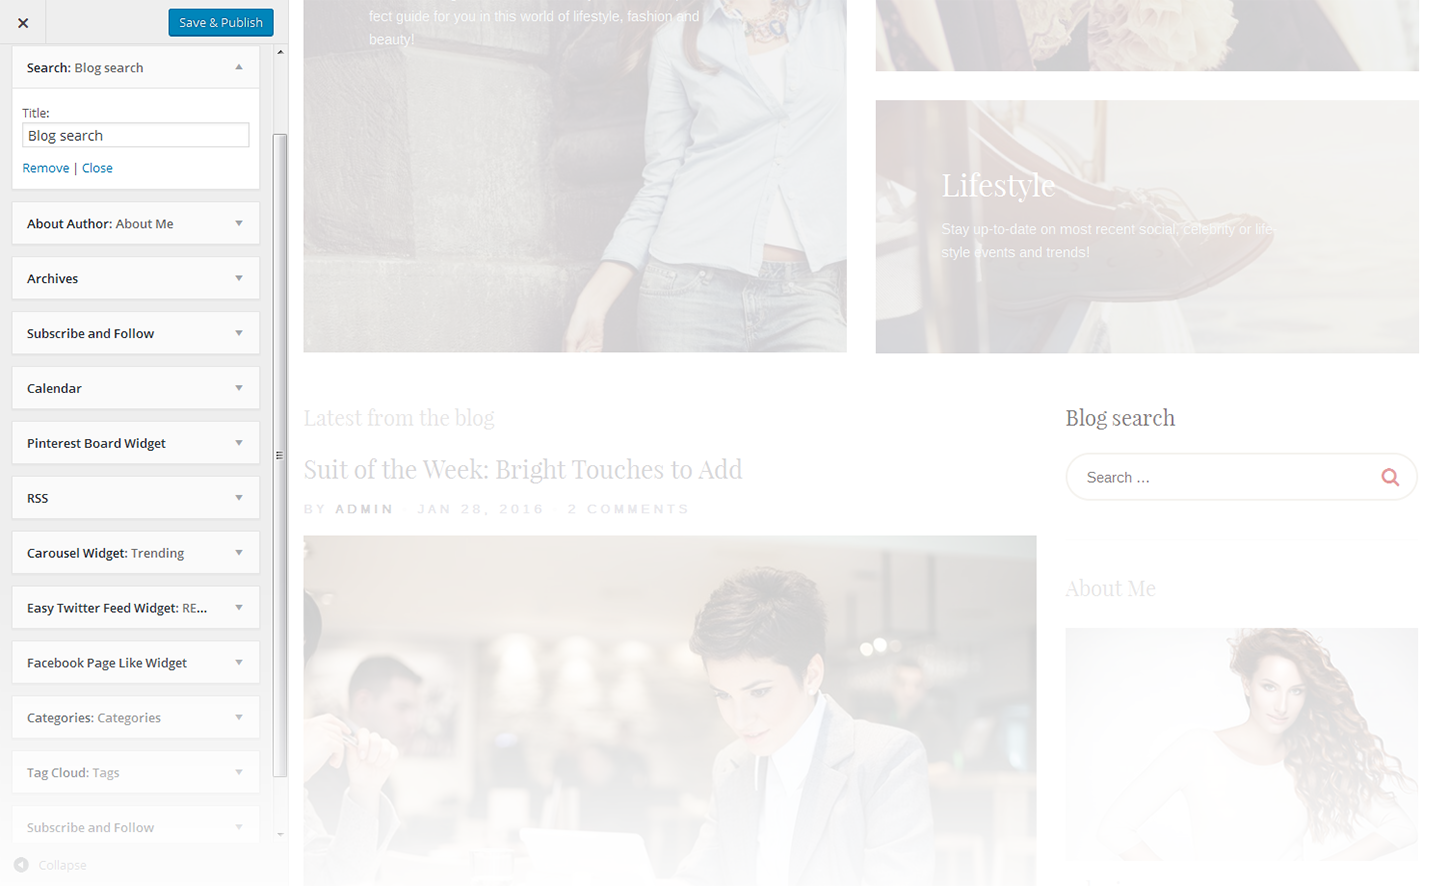 Save & Publish
Search: Blog search
Title:
Blog search
Remove | Close
About Author: About Me
Archives
Subscribe and Follow
Calendar
Pinterest Board Widget
RSS
Carousel Widget: Trending
Easy Twitter Feed Widget: RE...
Facebook Page Like Widget
Categories: Categories
Tag Cloud: Tags
Subscribe and Follow
Collapse
fect guide for you in this world of lifestyle, fashion and
beauty!
Lifestyle
Stay up-to-date on most recent social, celebrity or life-
style events and trends!
Latest from the blog
Suit of the Week: Bright Touches to Add
BY ADMIN · JAN 28, 2016 · 2 COMMENTS
Blog search
Search ...
About Me